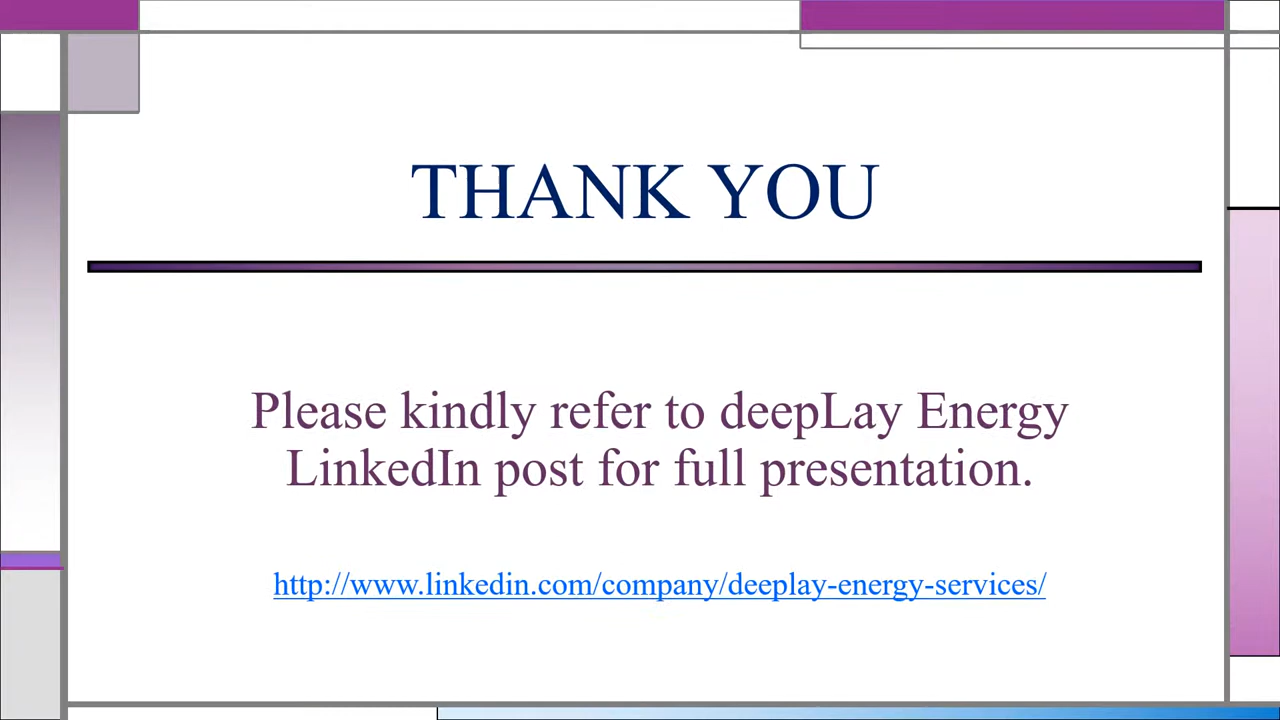 THANK YOU
Please kindly refer to deepLay Energy
LinkedIn post for full presentation.
http://www.linkedin.com/company/deeplay-energy-services/